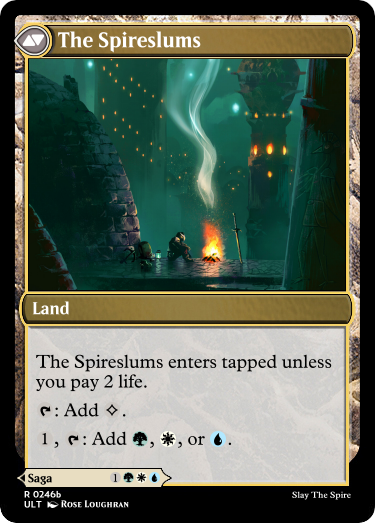 The Spireslums
Land
The Spireslums enters tapped unless
you pay 2 life.
: Add .
1 , : Add , , or .
Saga 1
R 0246b
ULT Rose Loughran
Slay The Spire